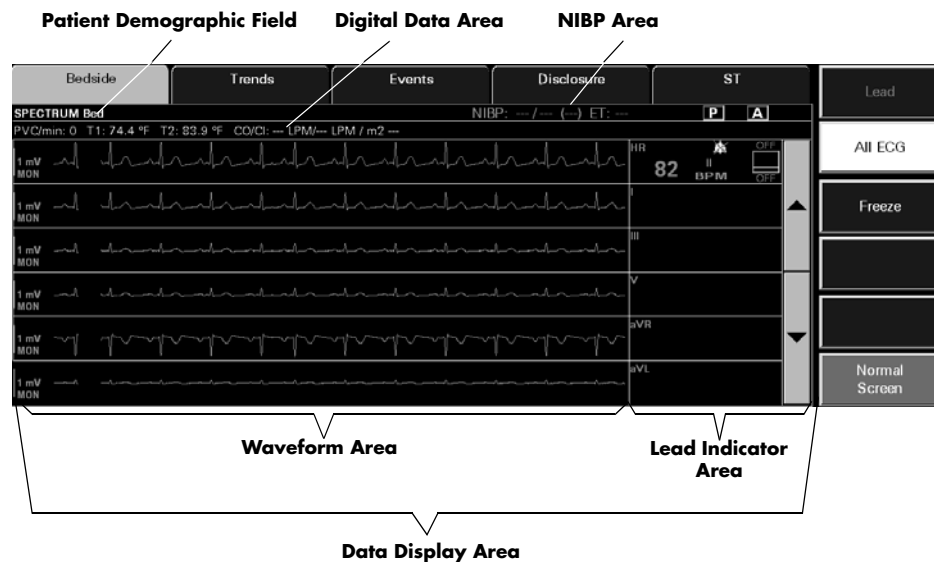 Patient Demographic Field Digital Data Area NIBP Area
Bedside Trends Events Disclosure ST
Lead
SPECTRUM Bed NIBP: --- / --- (---) ET: --- P A
PVC/min: 0 T1: 74.4 °F T2: 83.9 °F CO/CI: --- LPM/--- LPM / m2 ---
All ECG
1 mV
MON
HR
82
II
BPM
OFF
OFF
1 mV
MON
I
Freeze
1 mV
MON
III
1 mV
MON
V
1 mV
MON
aVR
1 mV
MON
aVL
Normal
Screen
Waveform Area
Lead Indicator
Area
Data Display Area